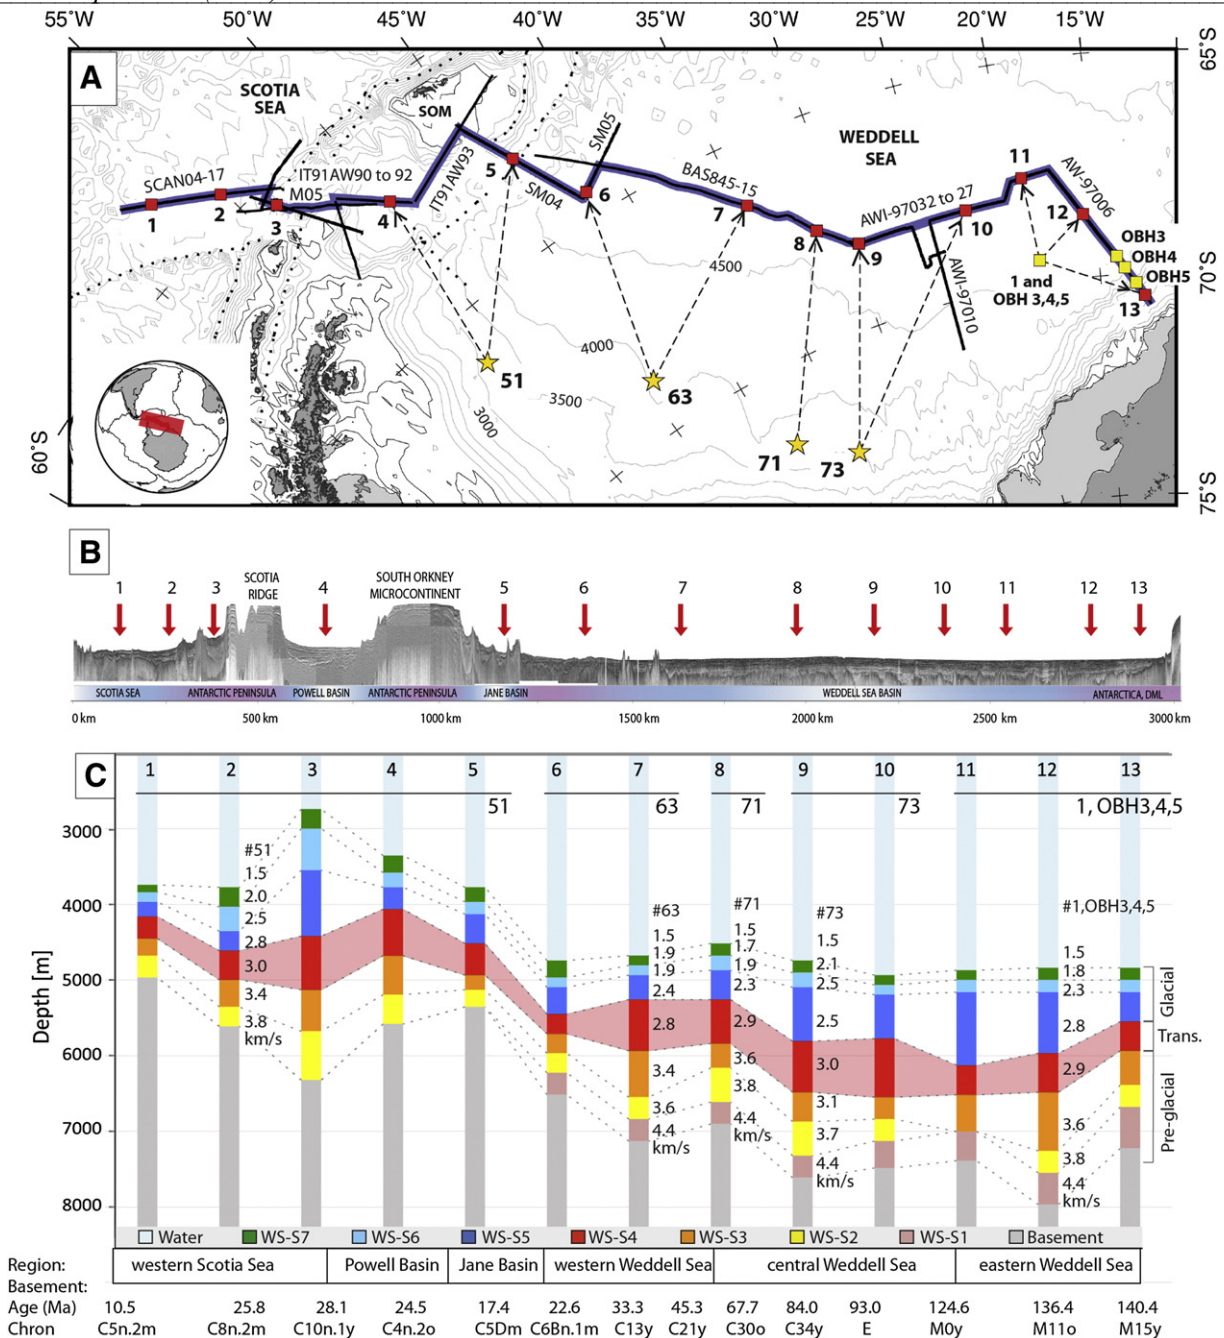 55˚W 50˚W 45˚W 40˚W 35˚W 30˚W 25˚W 20˚W 15˚W
65˚S
A
SCOTIA
SEA
SOM
SM05
WEDDELL
SEA
SCAN04-17
IT91AW90 to 92
M05
IT91AW93
SM04
BAS845-15
AWI-97032 to 27
AW-97006
AWI-97010
1 2 3 4 5 6 7 8 9 10 11 12 13
OBH3
OBH4
OBH5
1 and
OBH 3,4,5
70˚S
4500
4000
3500
3000
51
63
71
73
60˚S
75˚S
B
1 2 3 4 5 6 7 8 9 10 11 12 13
SCOTIA
RIDGE
SOUTH ORKNEY
MICROCONTINENT
SCOTIA SEA ANTARCTIC PENINSULA POWELL BASIN ANTARCTIC PENINSULA JANE BASIN WEDDELL SEA BASIN ANTARCTICA, DML
0 km 500 km 1000 km 1500 km 2000 km 2500 km 3000 km
C
1 2 3 4 5 6 7 8 9 10 11 12 13
51 63 71 73 1, OBH3,4,5
Depth [m]
3000
4000
5000
6000
7000
8000
#51
1.5
2.0
2.5
2.8
3.0
3.4
3.8
km/s
#63
1.5
1.9
1.9
2.4
2.8
3.4
3.6
4.4
km/s
#71
1.5
1.7
1.9
2.3
2.9
3.6
3.8
4.4
km/s
#73
1.5
2.1
2.5
2.5
3.0
3.1
3.7
4.4
km/s
#1,OBH3,4,5
1.5
1.8
2.3
2.8
2.9
3.6
3.8
4.4
km/s
Glacial
Trans.
Pre-glacial
Water WS-S7 WS-S6 WS-S5 WS-S4 WS-S3 WS-S2 WS-S1 Basement
Region: western Scotia Sea Powell Basin Jane Basin western Weddell Sea central Weddell Sea eastern Weddell Sea
Basement:
Age (Ma) 10.5 25.8 28.1 24.5 17.4 22.6 33.3 45.3 67.7 84.0 93.0 124.6 136.4 140.4
Chron C5n.2m C8n.2m C10n.1y C4n.2o C5Dm C6Bn.1m C13y C21y C30o C34y E M0y M11o M15y